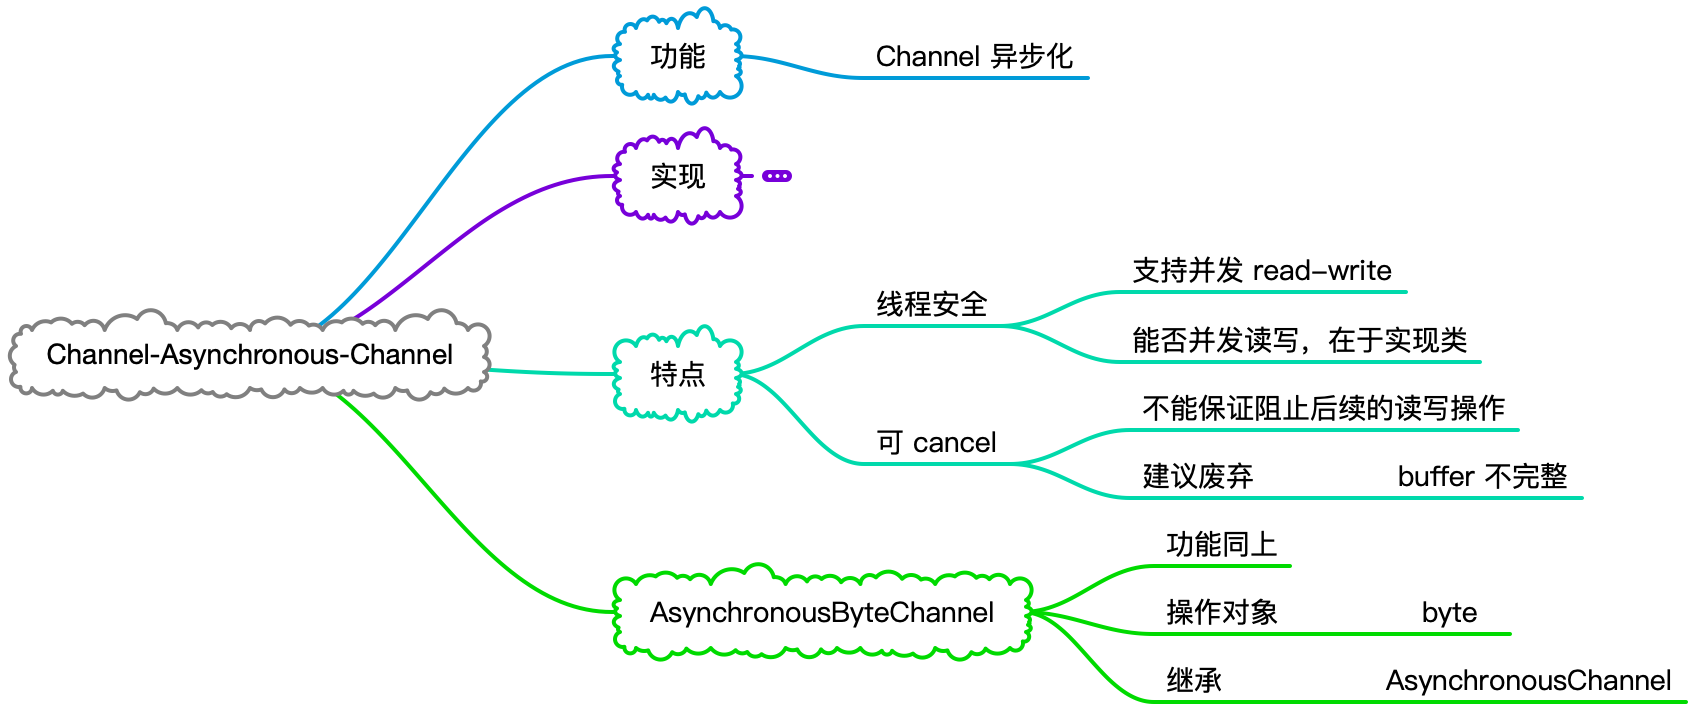 Channel-Asynchronous-Channel
功能
Channel 异步化
实现
特点
线程安全
支持并发 read-write
能否并发读写，在于实现类
可 cancel
不能保证阻止后续的读写操作
建议废弃
buffer 不完整
AsynchronousByteChannel
功能同上
操作对象
byte
继承
AsynchronousChannel